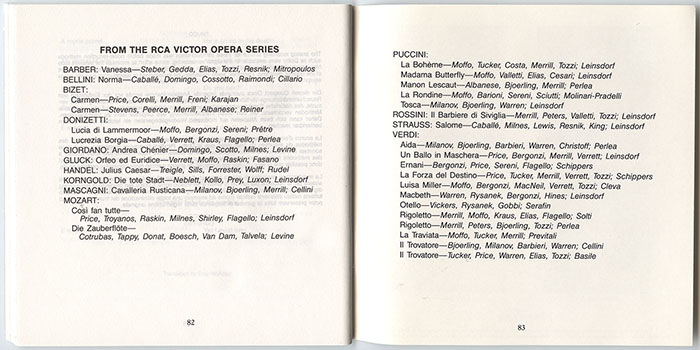 FROM THE RCA VICTOR OPERA SERIES
BARBER: Vanessa—Steber, Gedda, Elias, Tozzi, Resnik; Mitropoulos
BELLINI: Norma—Caballé, Domingo, Cossotto, Raimondi; Cillario
BIZET:
Carmen—Price, Corelli, Merrill, Freni; Karajan
Carmen—Stevens, Peerce, Merrill, Albanese; Reiner
DONIZETTI:
Lucia di Lammermoor—Moffo, Bergonzi, Sereni; Prêtre
Lucrezia Borgia—Caballé, Verrett, Kraus, Flagello; Perlea
GIORDANO: Andrea Chénier—Domingo, Scotto, Milnes; Levine
GLUCK: Orfeo ed Euridice—Verrett, Moffo, Raskin; Fasano
HANDEL: Julius Caesar—Treigle, Sills, Forrester, Wolff; Rudel
KORNGOLD: Die tote Stadt—Neblett, Kollo, Prey, Luxon; Leinsdorf
MASCAGNI: Cavalleria Rusticana—Milanov, Bjoerling, Merrill; Cellini
MOZART:
Così fan tutte—
Price, Troyanos, Raskin, Milnes, Shirley, Flagello; Leinsdorf
Die Zauberflöte—
Cotrubas, Tappy, Donat, Boesch, Van Dam, Talvela; Levine
82
PUCCINI:
La Bohème—Moffo, Tucker, Costa, Merrill, Tozzi; Leinsdorf
Madama Butterfly—Moffo, Valletti, Elias, Cesari; Leinsdorf
Manon Lescaut—Albanese, Bjoerling, Merrill; Perlea
La Rondine—Moffo, Barioni, Sereni, Sciutti; Molinari-Pradelli
Tosca—Milanov, Bjoerling, Warren; Leinsdorf
ROSSINI: Il Barbiere di Siviglia—Merrill, Peters, Valletti, Tozzi; Leinsdorf
STRAUSS: Salome—Caballé, Milnes, Lewis, Resnik, King; Leinsdorf
VERDI:
Aida—Milanov, Bjoerling, Barbieri, Warren, Christoff; Perlea
Un Ballo in Maschera—Price, Bergonzi, Merrill, Verrett; Leinsdorf
Ernani—Bergonzi, Price, Sereni, Flagello; Schippers
La Forza del Destino—Price, Tucker, Merrill, Verrett, Tozzi; Schippers
Luisa Miller—Moffo, Bergonzi, MacNeil, Verrett, Tozzi; Cleva
Macbeth—Warren, Rysanek, Bergonzi, Hines; Leinsdorf
Otello—Vickers, Rysanek, Gobbi; Serafin
Rigoletto—Merrill, Moffo, Kraus, Elias, Flagello; Solti
Rigoletto—Merrill, Peters, Bjoerling, Tozzi; Perlea
La Traviata—Moffo, Tucker, Merrill; Previtali
Il Trovatore—Bjoerling, Milanov, Barbieri, Warren; Cellini
Il Trovatore—Tucker, Price, Warren, Elias, Tozzi; Basile
83